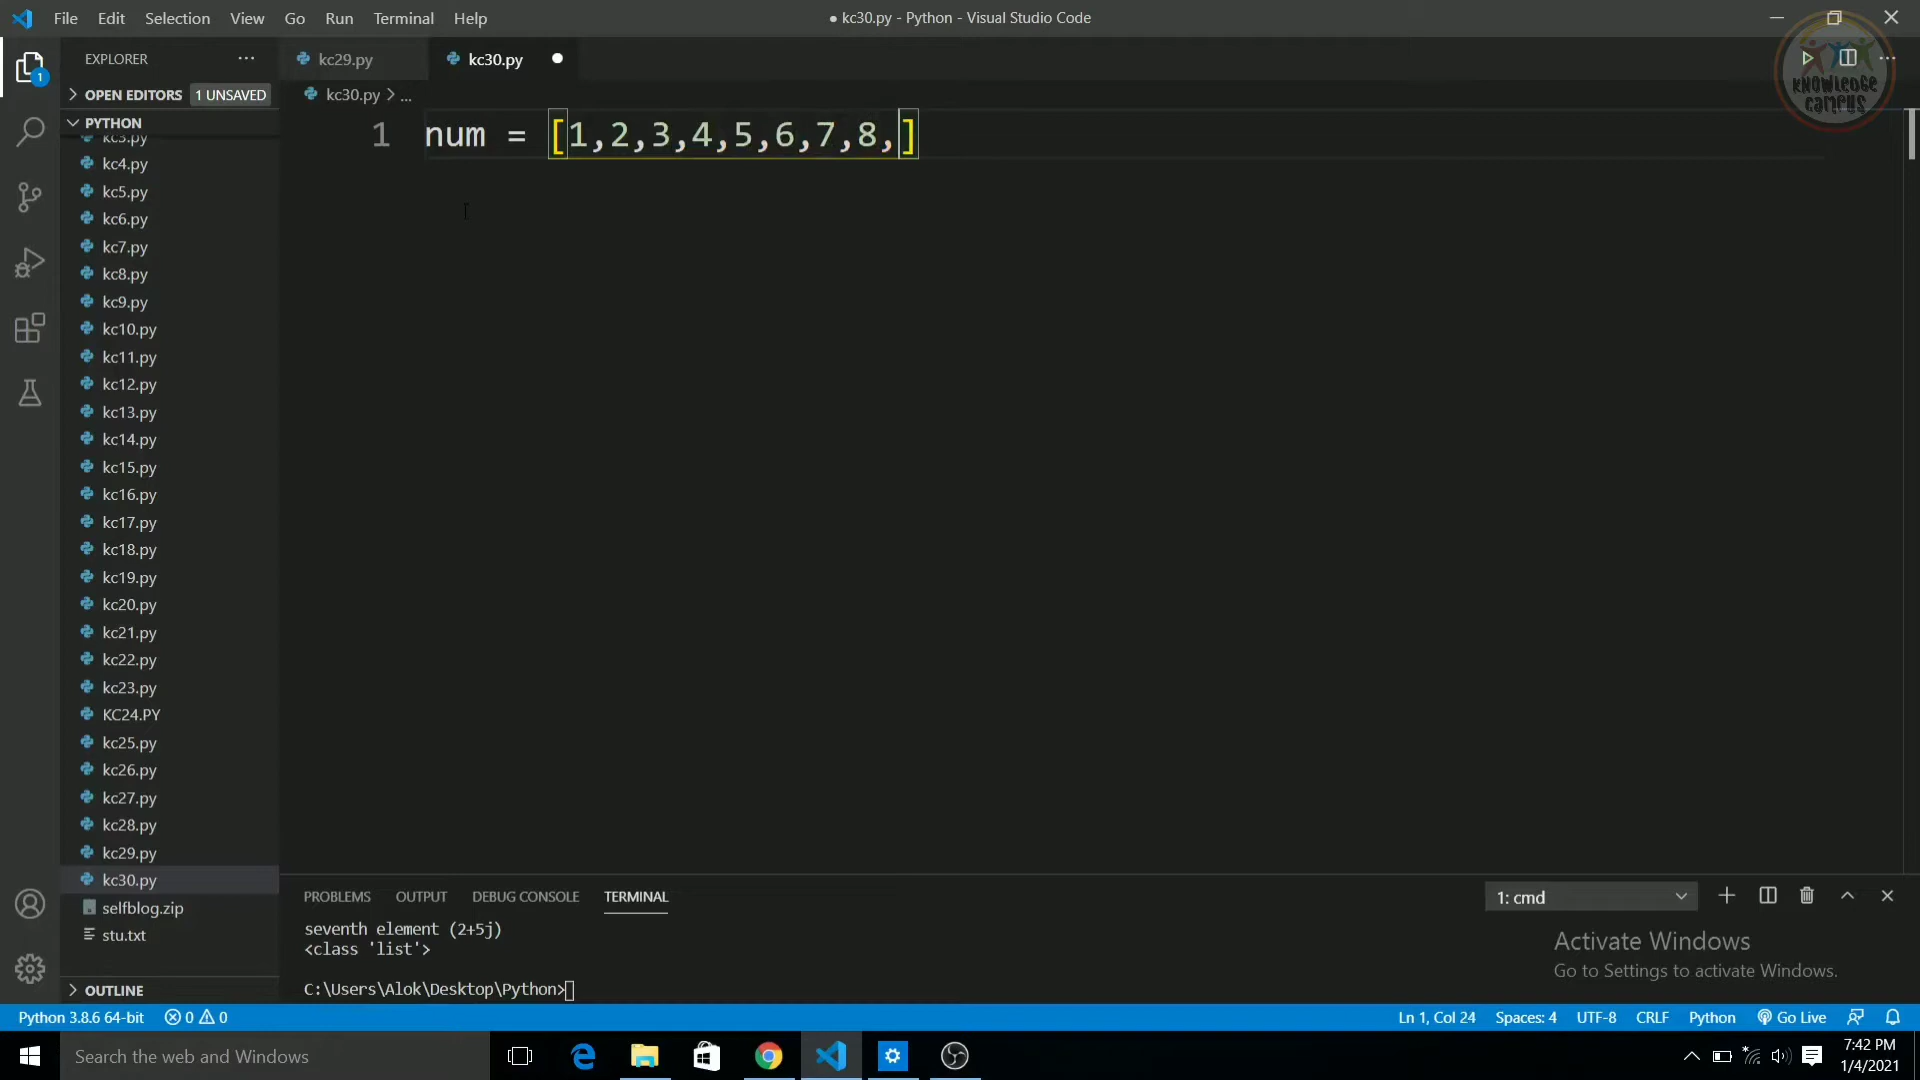 File Edit Selection View Go Run Terminal Help
● kc30.py - Python - Visual Studio Code
EXPLORER ...
kc29.py
kc30.py
KNOWLEDGE
CAMPUS
OPEN EDITORS 1 UNSAVED
kc30.py > ...
PYTHON
1 num = [1,2,3,4,5,6,7,8,]
kc3.py
kc4.py
kc5.py
kc6.py
kc7.py
kc8.py
kc9.py
kc10.py
kc11.py
kc12.py
kc13.py
kc14.py
kc15.py
kc16.py
kc17.py
kc18.py
kc19.py
kc20.py
kc21.py
kc22.py
kc23.py
KC24.PY
kc25.py
kc26.py
kc27.py
kc28.py
kc29.py
kc30.py
selfblog.zip
stu.txt
OUTLINE
PROBLEMS OUTPUT DEBUG CONSOLE TERMINAL
1: cmd
seventh element (2+5j)
<class 'list'>
C:\Users\Alok\Desktop\Python>
Activate Windows
Go to Settings to activate Windows.
1
Python 3.8.6 64-bit 0 0 Ln 1, Col 24 Spaces: 4 UTF-8 CRLF Python Go Live
Search the web and Windows
7:42 PM
1/4/2021